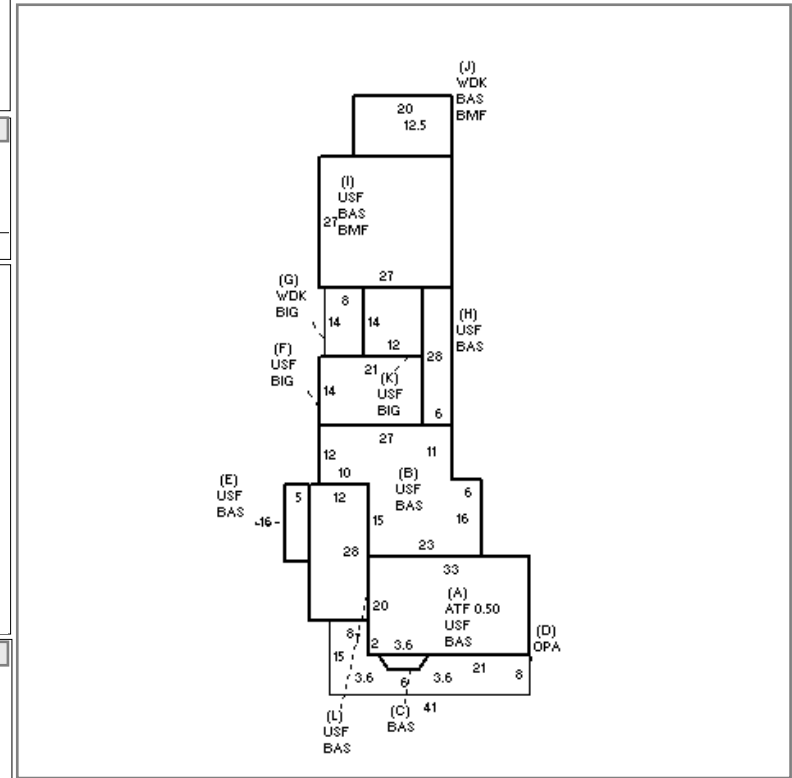 (J)
WDK
BAS
BMF
20
12.5
(I)
USF
BAS
BMF
27
27
(G)
WDK
BIG
8
14
14
12
(H)
USF
BAS
28
6
(F)
USF
BIG
21
14
(K)
USF
BIG
27
12
11
10
(B)
USF
BAS
(E)
USF
BAS
5
12
6
16
15
16
28
23
33
(A)
ATF 0.50
USF
BAS
20
(D)
OPA
8
2
3.6
15
21
3.6
6
3.6
8
41
(L)
USF
BAS
(C)
BAS